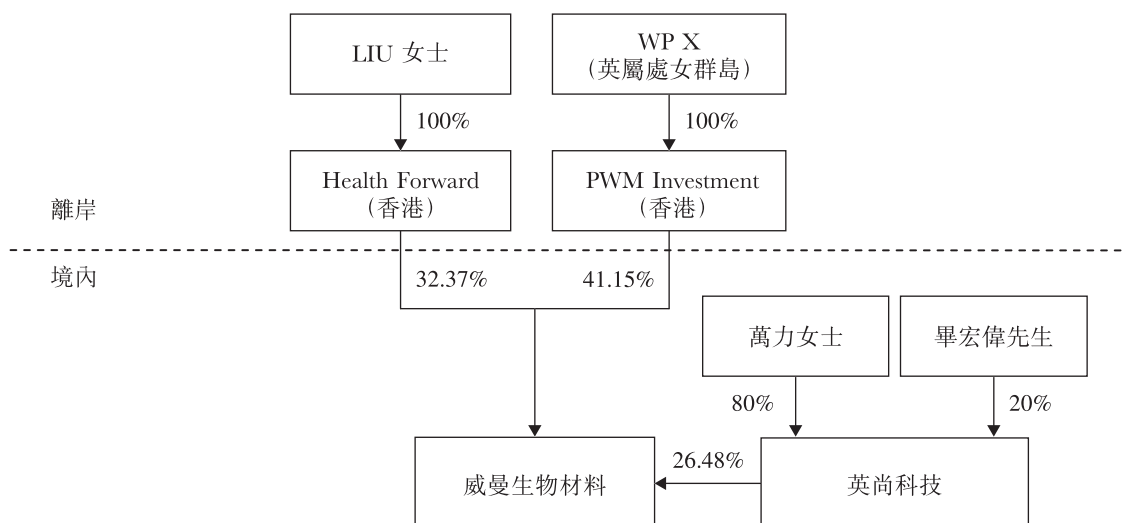 LIU 女士
WP X
（英屬處女群島）
100%
100%
Health Forward
（香港）
PWM Investment
（香港）
離岸
境內
32.37%
41.15%
萬力女士
畢宏偉先生
80%
20%
威曼生物材料
26.48%
英尚科技